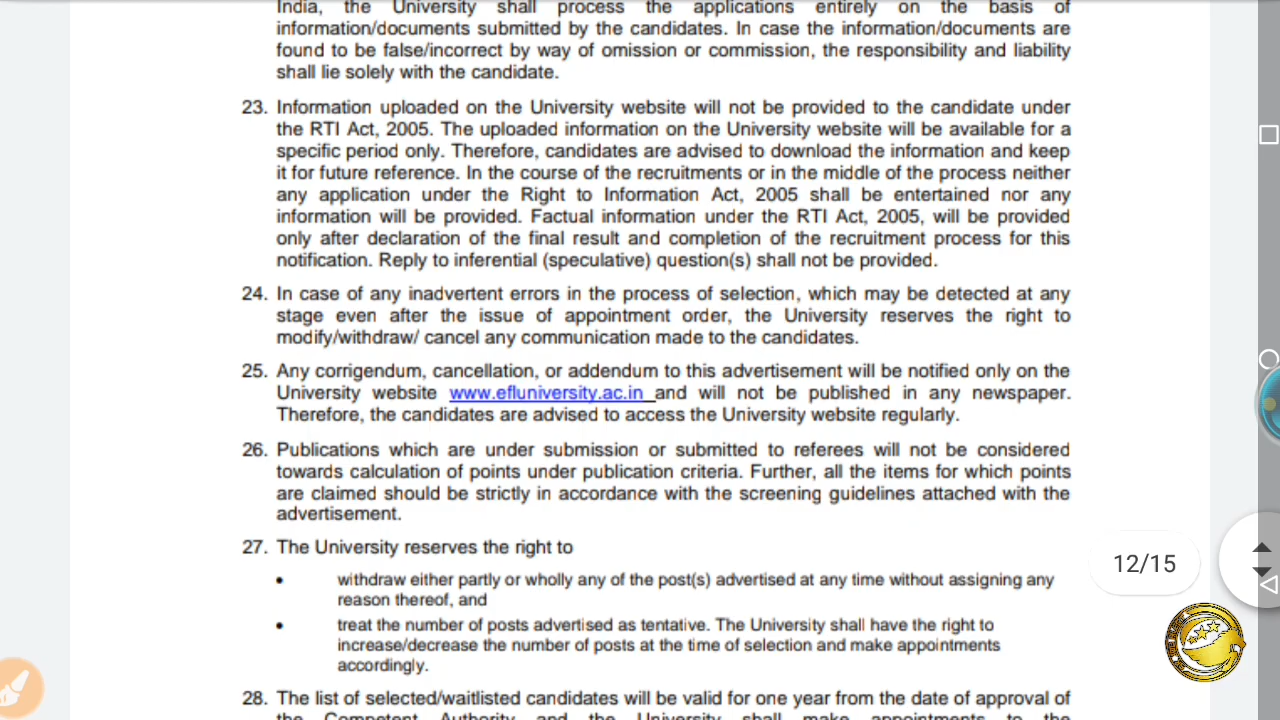 India, the University shall process the applications entirely on the basis of
information/documents submitted by the candidates. In case the information/documents are
found to be false/incorrect by way of omission or commission, the responsibility and liability
shall lie solely with the candidate.
23. Information uploaded on the University website will not be provided to the candidate under
the RTI Act, 2005. The uploaded information on the University website will be available for a
specific period only. Therefore, candidates are advised to download the information and keep
it for future reference. In the course of the recruitments or in the middle of the process neither
any application under the Right to Information Act, 2005 shall be entertained nor any
information will be provided. Factual information under the RTI Act, 2005, will be provided
only after declaration of the final result and completion of the recruitment process for this
notification. Reply to inferential (speculative) question(s) shall not be provided.
24. In case of any inadvertent errors in the process of selection, which may be detected at any
stage even after the issue of appointment order, the University reserves the right to
modify/withdraw/ cancel any communication made to the candidates.
25. Any corrigendum, cancellation, or addendum to this advertisement will be notified only on the
University website www.efluniversity.ac.in and will not be published in any newspaper.
Therefore, the candidates are advised to access the University website regularly.
26. Publications which are under submission or submitted to referees will not be considered
towards calculation of points under publication criteria. Further, all the items for which points
are claimed should be strictly in accordance with the screening guidelines attached with the
advertisement.
27. The University reserves the right to
• withdraw either partly or wholly any of the post(s) advertised at any time without assigning any
reason thereof, and
• treat the number of posts advertised as tentative. The University shall have the right to
increase/decrease the number of posts at the time of selection and make appointments
accordingly.
28. The list of selected/waitlisted candidates will be valid for one year from the date of approval of
the Competent Authority and the University shall make appointments to the
12/15